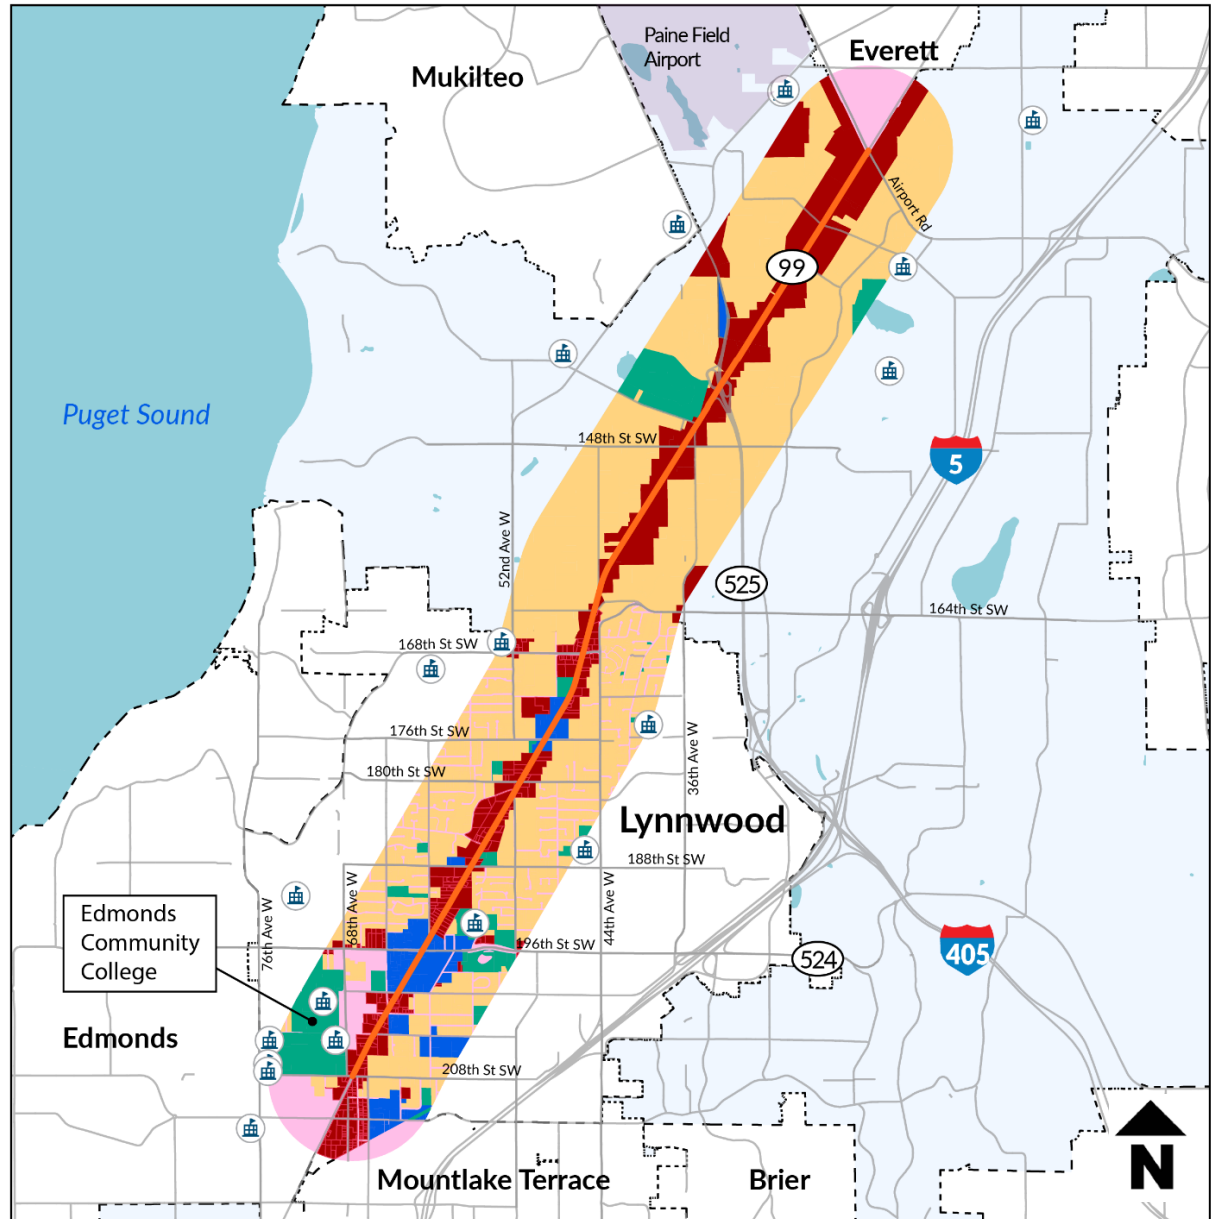 Paine Field
Airport
Everett
Mukilteo
Airport Rd
99
Puget Sound
148th St SW
5
52nd Ave W
525
164th St SW
168th St SW
176th St SW
36th Ave W
180th St SW
Lynnwood
188th St SW
68th Ave W
44th Ave W
76th Ave W
Edmonds
Community
College
196th St SW
524
405
Edmonds
208th St SW
Mountlake Terrace
Brier
N